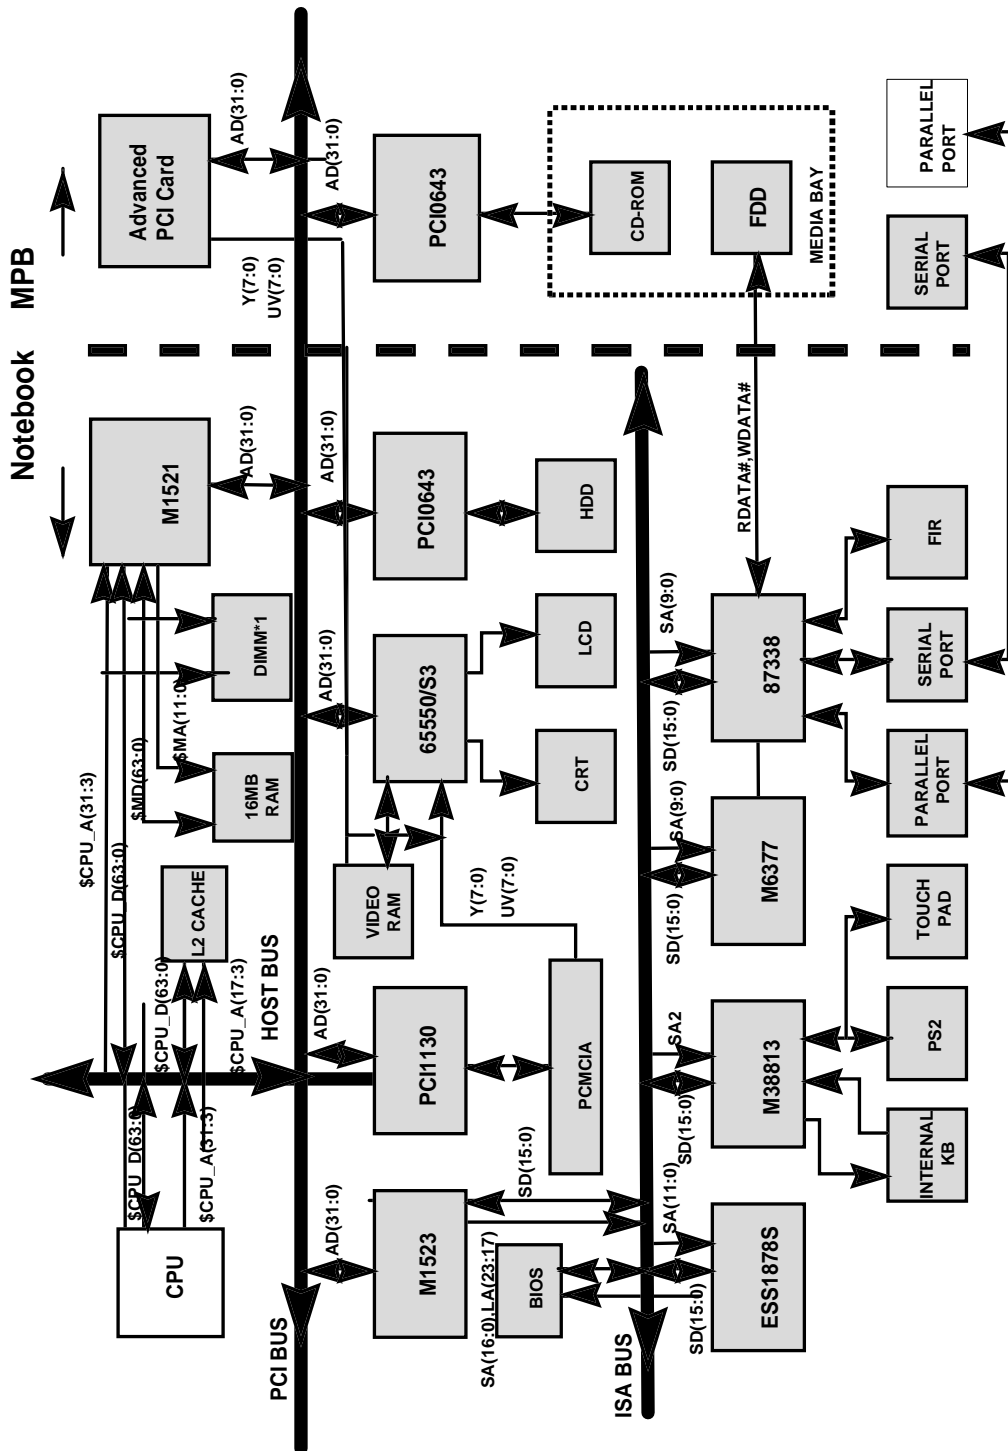 Notebook
MPB
CPU
$CPU_D(63:0)
$CPU_A(31:3)
$CPU_D(63:0)
$CPU_A(17:3)
HOST BUS
L2 CACHE
$CPU_A(31:3)
$CPU_D(63:0)
$MD(63:0)
$MA(11:0)
16MB
RAM
DIMM*1
M1521
AD(31:0)
Advanced
PCI Card
AD(31:0)
Y(7:0)
UV(7:0)
PCI BUS
AD(31:0)
AD(31:0)
AD(31:0)
AD(31:0)
AD(31:0)
M1523
PCI1130
VIDEO
RAM
65550/S3
PCI0643
PCI0643
SA(16:0),LA(23:17)
BIOS
SD(15:0)
PCMCIA
Y(7:0)
UV(7:0)
CRT
LCD
HDD
CD-ROM
FDD
MEDIA BAY
ISA BUS
SD(15:0)
SA(11:0)
SD(15:0)
SA2
SD(15:0)
SA(9:0)
SD(15:0)
SA(9:0)
RDATA#,WDATA#
ESS1878S
M38813
M6377
87338
INTERNAL
KB
PS2
TOUCH
PAD
PARALLEL
PORT
SERIAL
PORT
FIR
SERIAL
PORT
PARALLEL
PORT